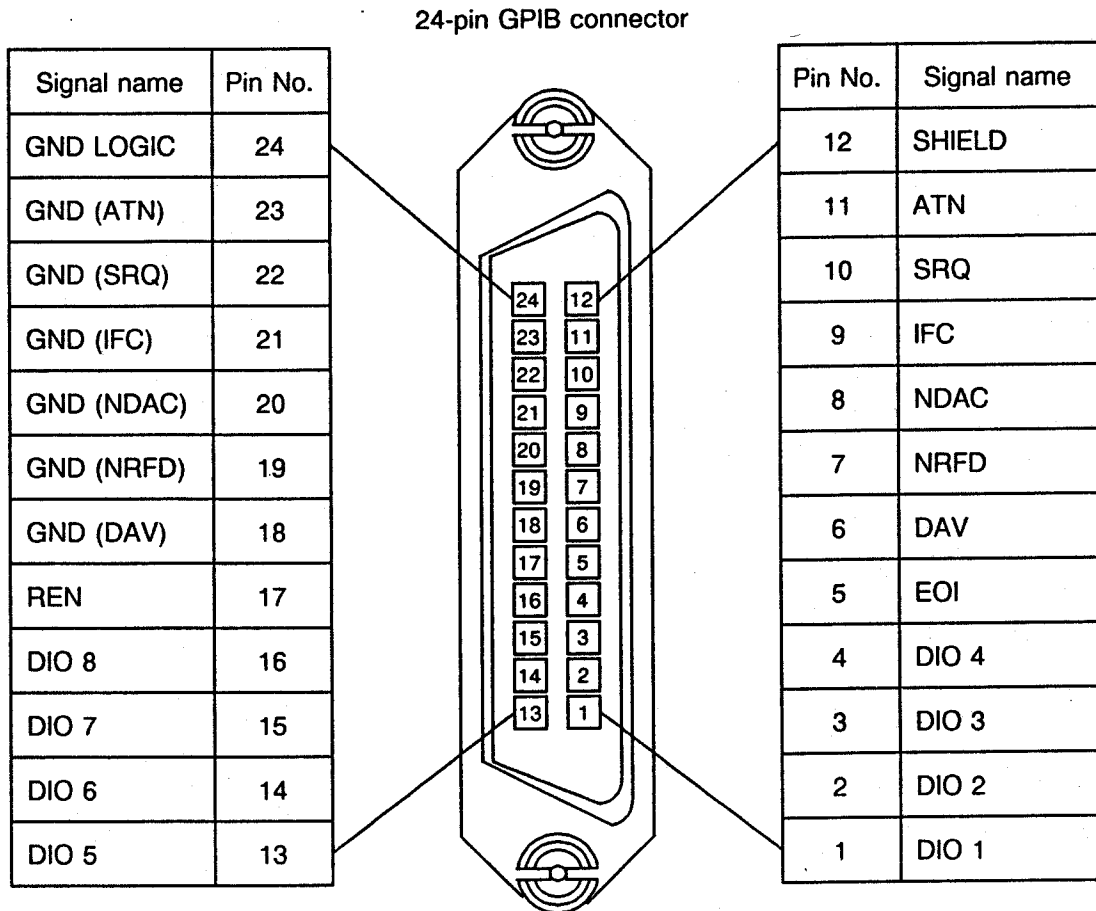 24-pin GPIB connector
Signal name Pin No.
GND LOGIC 24
GND (ATN) 23
GND (SRQ) 22
GND (IFC) 21
GND (NDAC) 20
GND (NRFD) 19
GND (DAV) 18
REN 17
DIO 8 16
DIO 7 15
DIO 6 14
DIO 5 13
24 12
23 11
22 10
21 9
20 8
19 7
18 6
17 5
16 4
15 3
14 2
13 1
Pin No. Signal name
12 SHIELD
11 ATN
10 SRQ
9 IFC
8 NDAC
7 NRFD
6 DAV
5 EOI
4 DIO 4
3 DIO 3
2 DIO 2
1 DIO 1